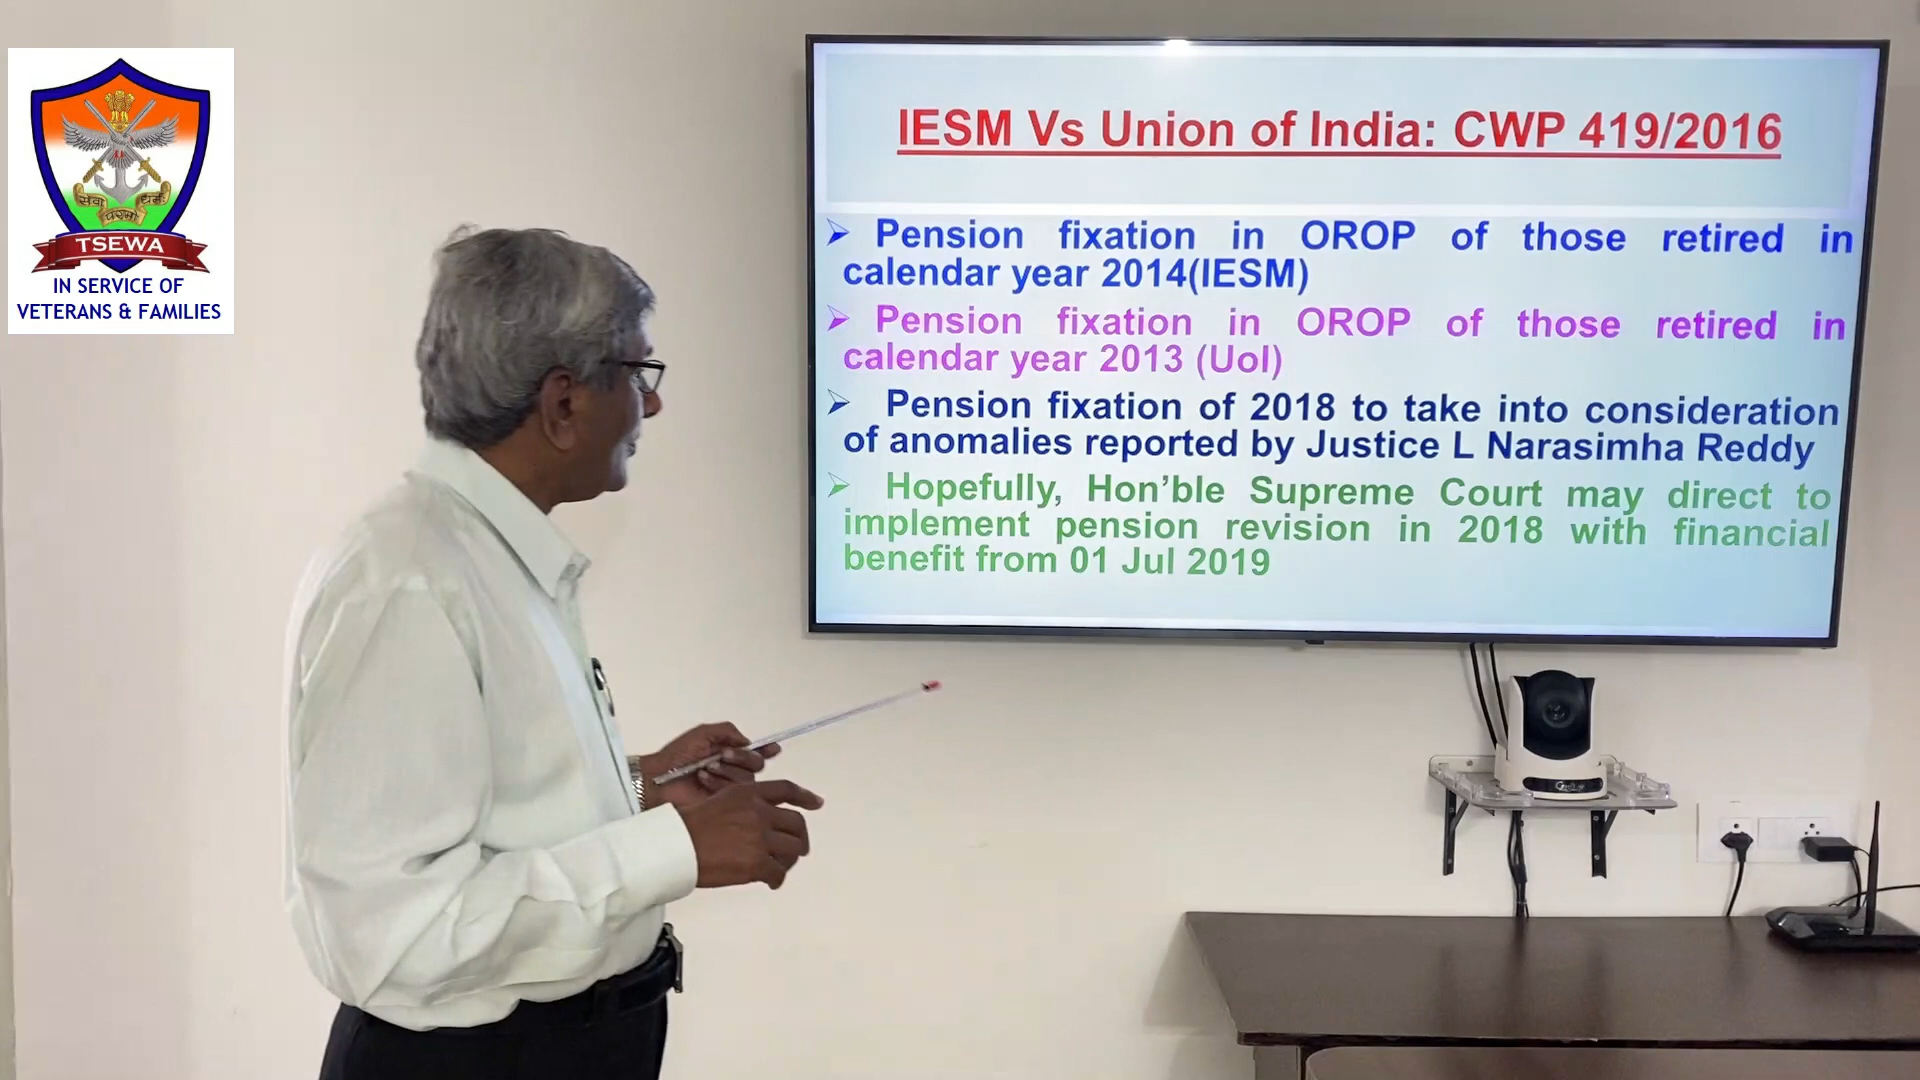 सेवा
परमो
धर्मः
TSEWA
IN SERVICE OF
VETERANS & FAMILIES
IESM Vs Union of India: CWP 419/2016
Pension fixation in OROP of those retired in
calendar year 2014(IESM)
Pension fixation in OROP of those retired in
calendar year 2013 (UoI)
Pension fixation of 2018 to take into consideration
of anomalies reported by Justice L Narasimha Reddy
Hopefully, Hon’ble Supreme Court may direct to
implement pension revision in 2018 with financial
benefit from 01 Jul 2019